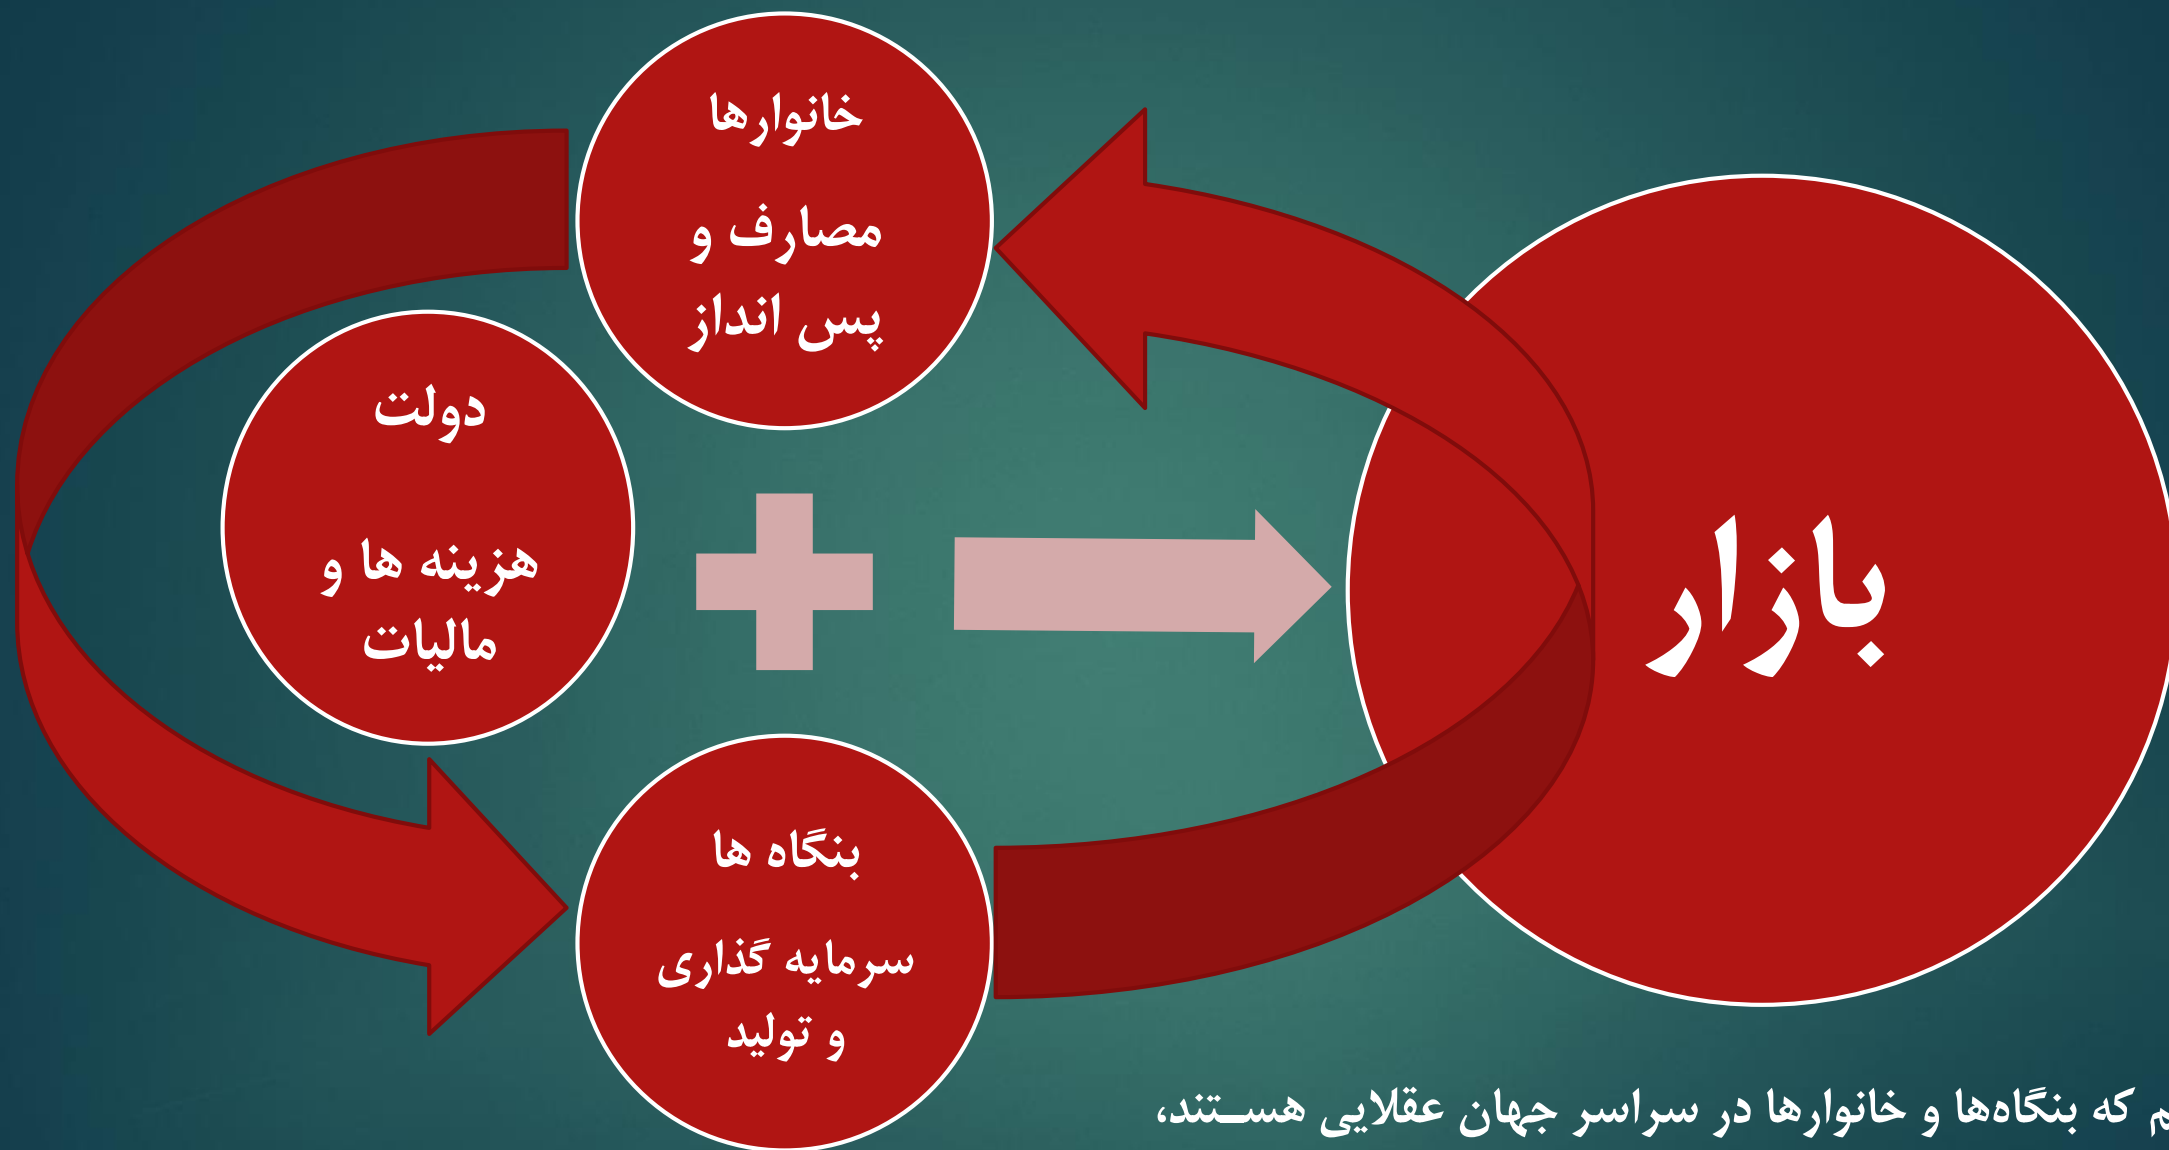 خانوارها
مصارف و
پس انداز
دولت
هزینه ها و
مالیات
بنگاه ها
سرمایه گذاری
و تولید
بازار
که بنگاه‌ها و خانوارها در سراسر جهان عقلایی هستند،